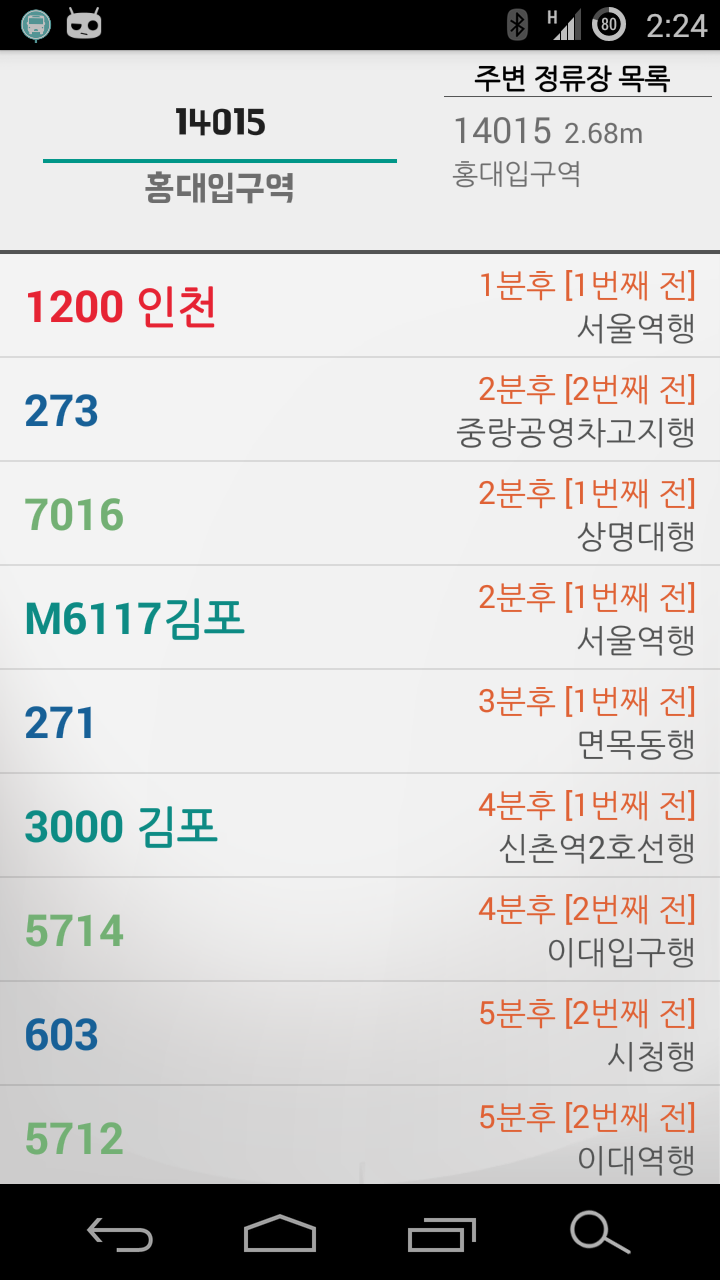 H 80 2:24
14015
홍대입구역
주변 정류장 목록
14015 2.68m
홍대입구역
1200 인천
1분후 [1번째 전]
서울역행
273
2분후 [2번째 전]
중랑공영차고지행
7016
2분후 [1번째 전]
상명대행
M6117김포
2분후 [1번째 전]
서울역행
271
3분후 [1번째 전]
면목동행
3000 김포
4분후 [1번째 전]
신촌역2호선행
5714
4분후 [2번째 전]
이대입구행
603
5분후 [2번째 전]
시청행
5712
5분후 [2번째 전]
이대역행